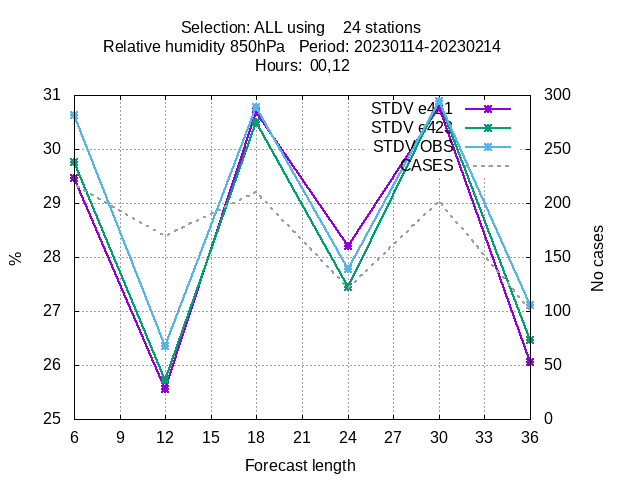 Selection: ALL using 24 stations
Relative humidity 850hPa Period: 20230114-20230214
Hours: 00,12
STDV
STDV
STDV OBS
CASES
31
30
29
28
27
26
25
300
250
200
150
100
50
0
%
No cases
6 9 12 15 18 21 24 27 30 33 36
Forecast length